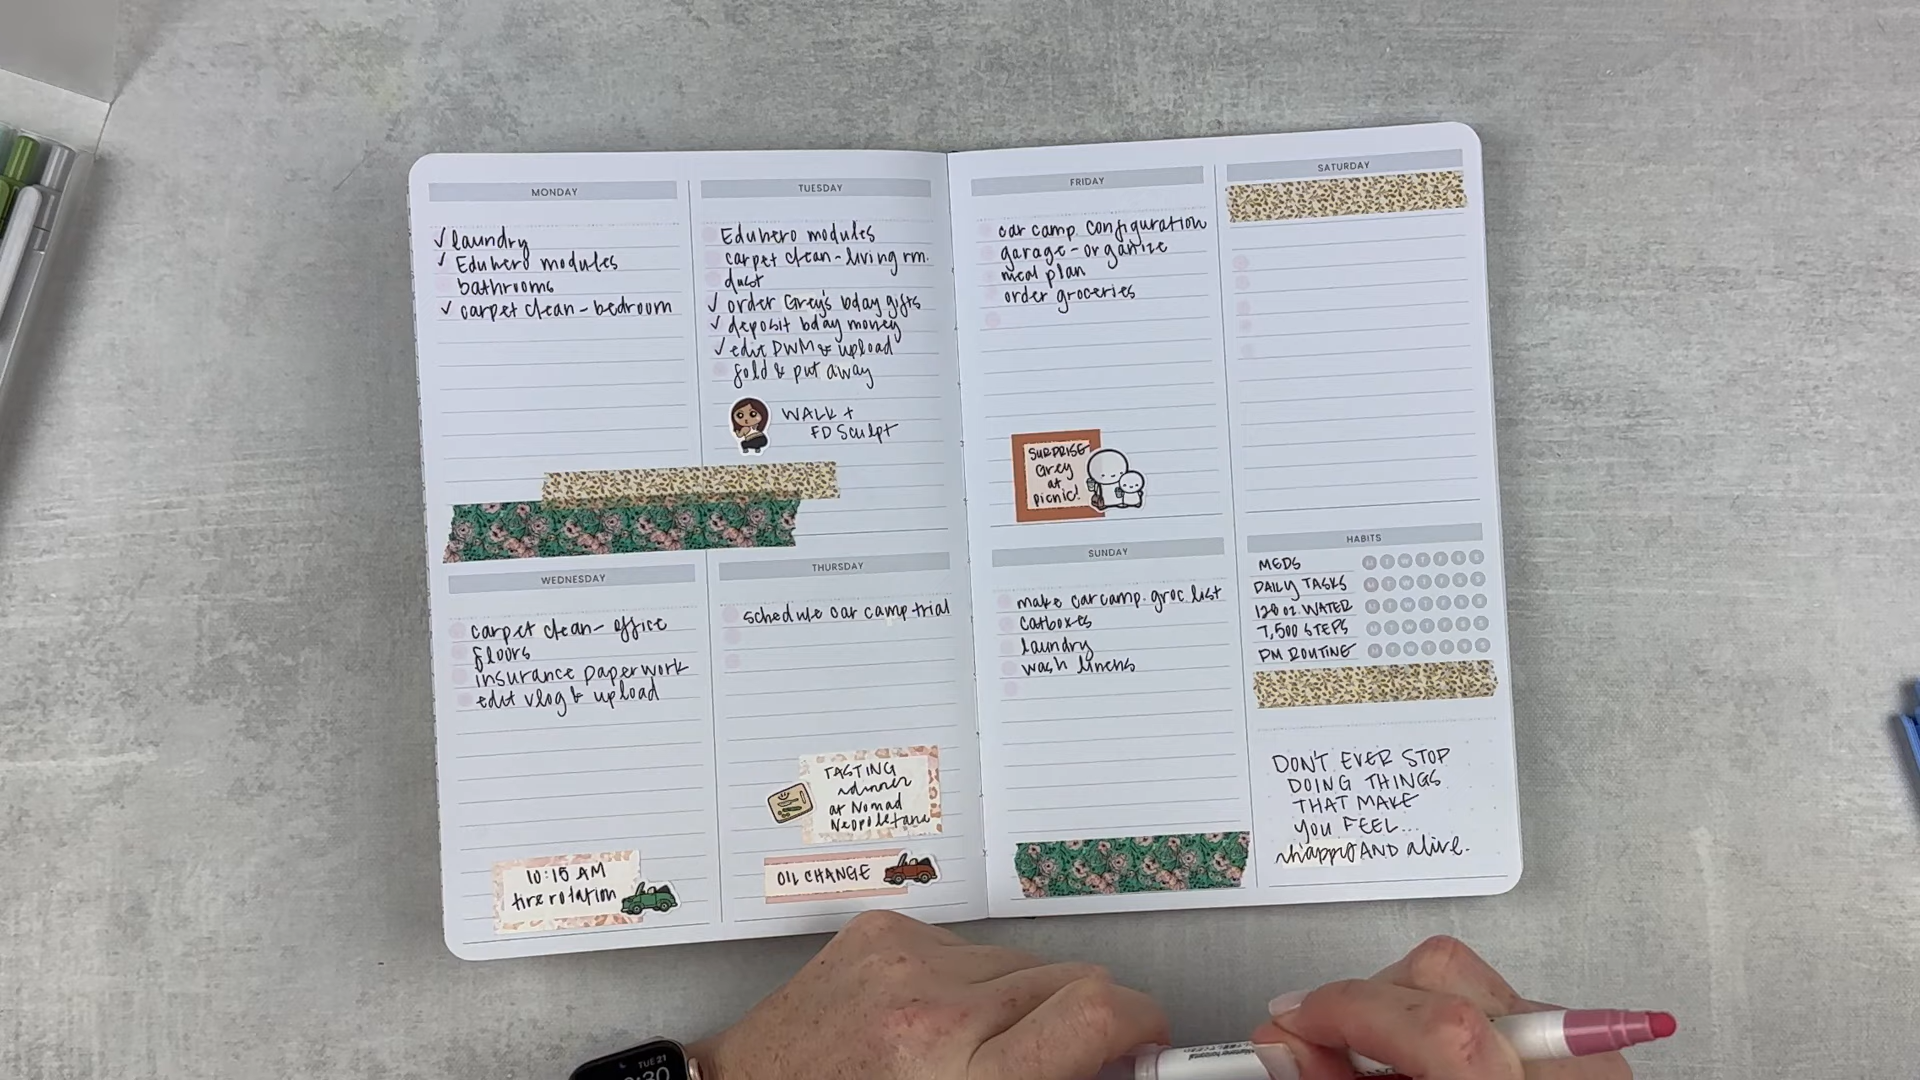 MONDAY
✓ laundry
✓ Eduhero modules
bathrooms
✓ carpet clean - bedroom
TUESDAY
Eduhero modules
carpet clean - living rm.
dust
✓ order Grey's bday gifts
✓ deposit bday money
✓ edit DWM & upload
fold & put away
WALK +
FD Sculpt
WEDNESDAY
carpet clean - office
floors
insurance paperwork
edit vlog & upload
10:15 AM
tire rotation
THURSDAY
schedule car camp trial
TASTING
dinner
at Nomad
Neopoletana
OIL CHANGE
FRIDAY
car camp. configuration
garage - organize
meal plan
order groceries
SURPRISE
Grey
at
picnic!
SATURDAY
SUNDAY
make car camp. groc. list
catboxes
laundry
wash linens
HABITS
MEDS M T W T F S S
DAILY TASKS M T W T F S S
128 oz WATER M T W T F S S
7,500 STEPS M T W T F S S
PM ROUTINE M T W T F S S
DON'T EVER STOP
DOING THINGS
THAT MAKE
YOU FEEL...
happy AND alive.
TUE 21